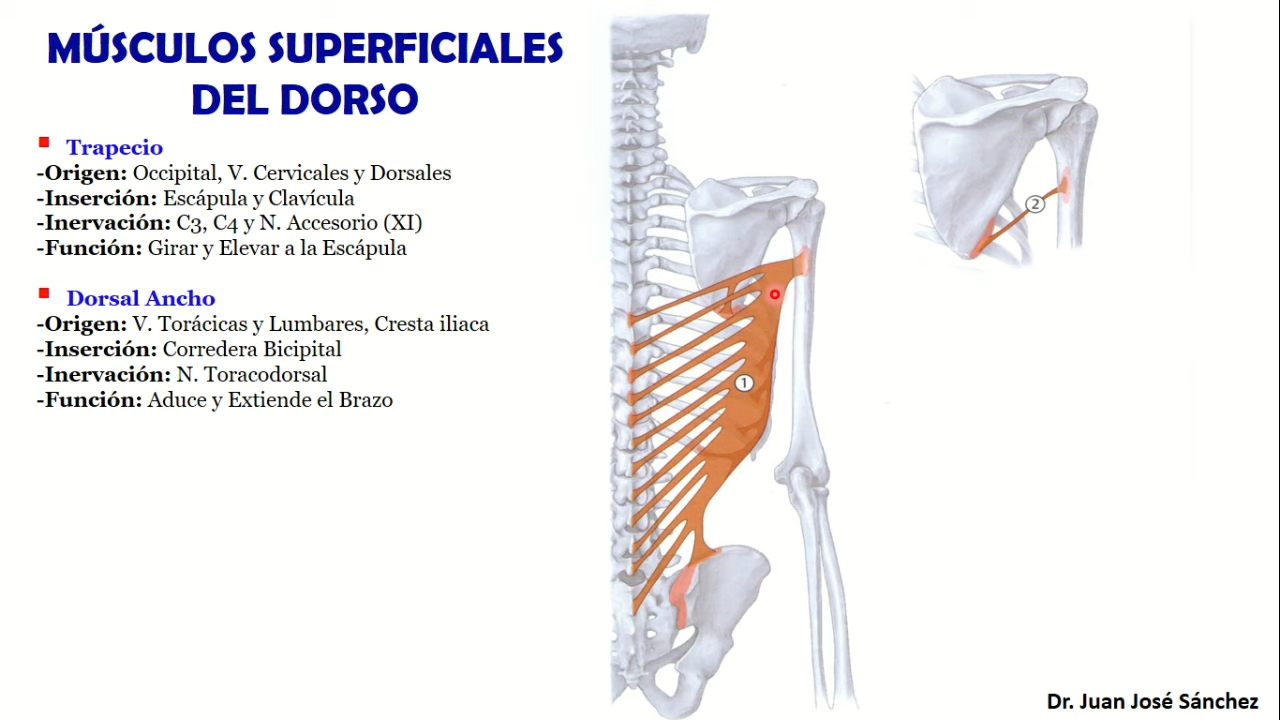 MÚSCULOS SUPERFICIALES
DEL DORSO
Trapecio
-Origen: Occipital, V. Cervicales y Dorsales
-Inserción: Escápula y Clavícula
-Inervación: C3, C4 y N. Accesorio (XI)
-Función: Girar y Elevar a la Escápula
Dorsal Ancho
-Origen: V. Torácicas y Lumbares, Cresta iliaca
-Inserción: Corredera Bicipital
-Inervación: N. Toracodorsal
-Función: Aduce y Extiende el Brazo
1
2
Dr. Juan José Sánchez